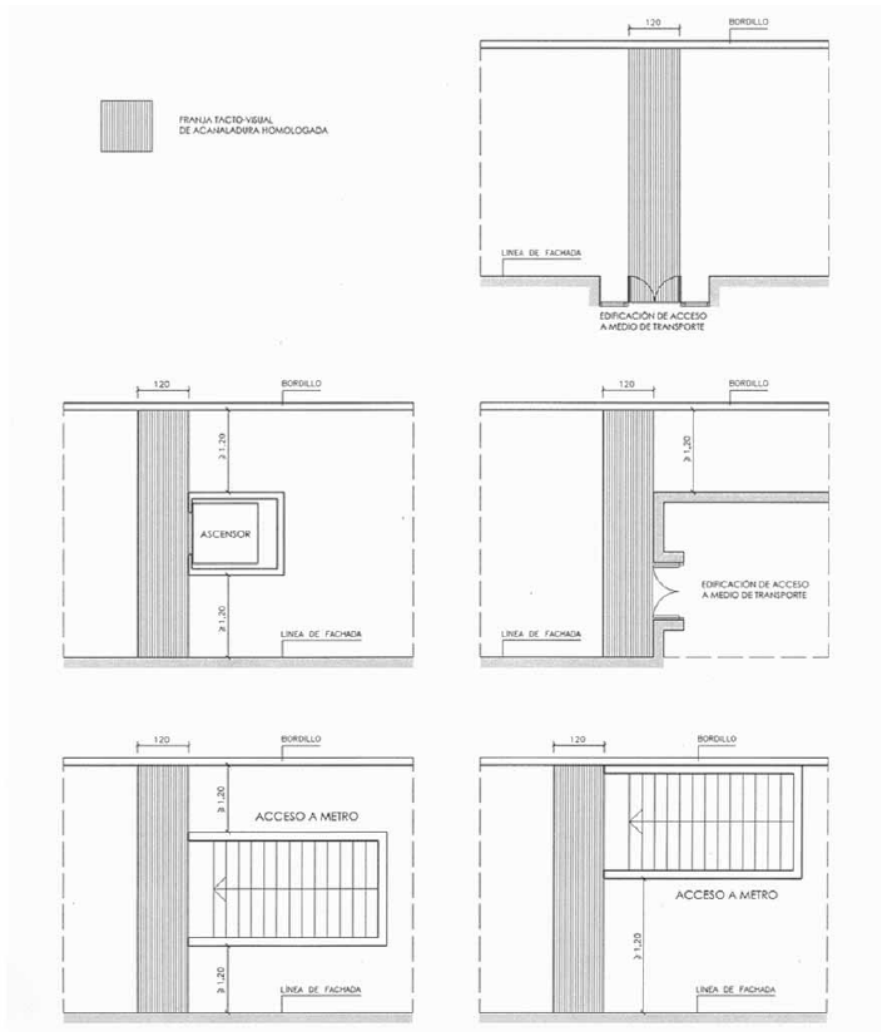 120
BORDILLO
FRANJA TACTO-VISUAL
DE ACANALADURA HOMOLOGADA
LINEA DE FACHADA
EDIFICACIÓN DE ACCESO
A MEDIO DE TRANSPORTE
120
BORDILLO
≥ 1,20
ASCENSOR
≥ 1,20
LINEA DE FACHADA
120
BORDILLO
≥ 1,20
EDIFICACIÓN DE ACCESO
A MEDIO DE TRANSPORTE
LINEA DE FACHADA
120
BORDILLO
≥ 1,20
ACCESO A METRO
≥ 1,20
LINEA DE FACHADA
120
BORDILLO
ACCESO A METRO
≥ 1,20
LINEA DE FACHADA